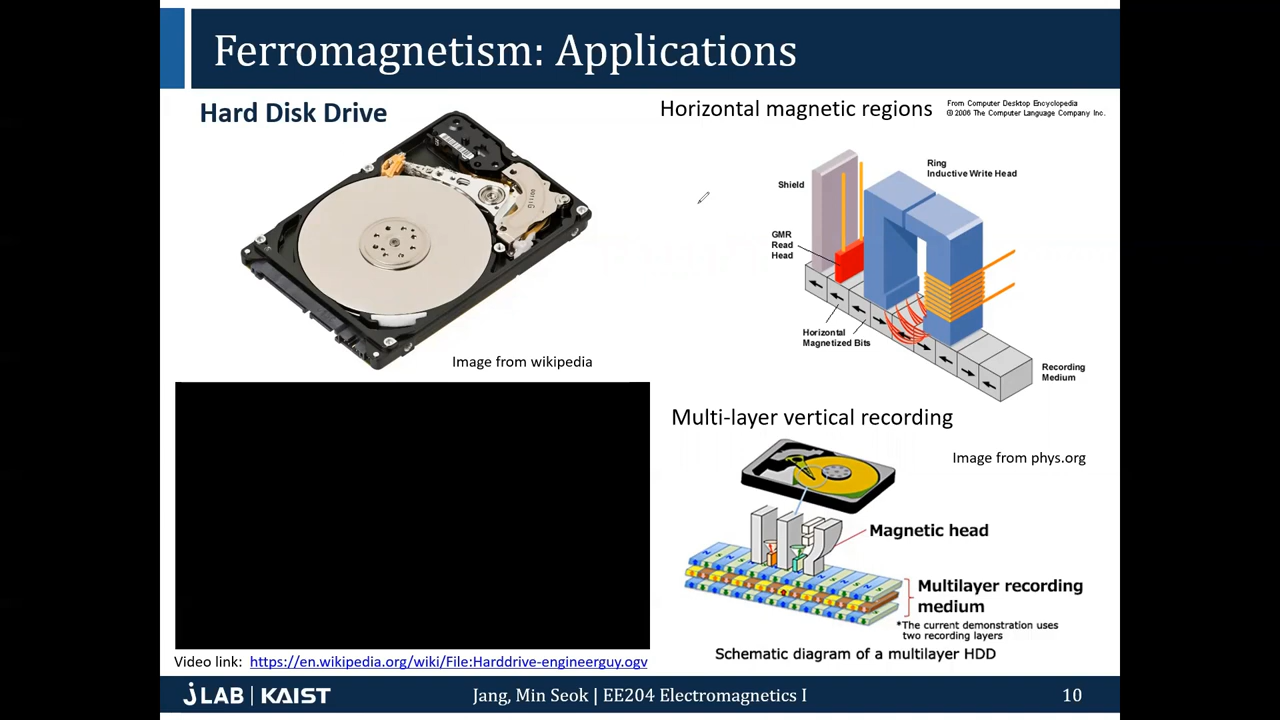 Ferromagnetism: Applications
Hard Disk Drive
Image from wikipedia
Video link: https://en.wikipedia.org/wiki/File:Harddrive-engineerguy.ogv
Horizontal magnetic regions
From Computer Desktop Encyclopedia
© 2006 The Computer Language Company Inc.
Shield
Ring
Inductive Write Head
GMR
Read
Head
Horizontal
Magnetized Bits
Recording
Medium
Multi-layer vertical recording
Image from phys.org
Magnetic head
Multilayer recording
medium
*The current demonstration uses
two recording layers
Schematic diagram of a multilayer HDD
jLAB | KAIST
Jang, Min Seok | EE204 Electromagnetics I
10